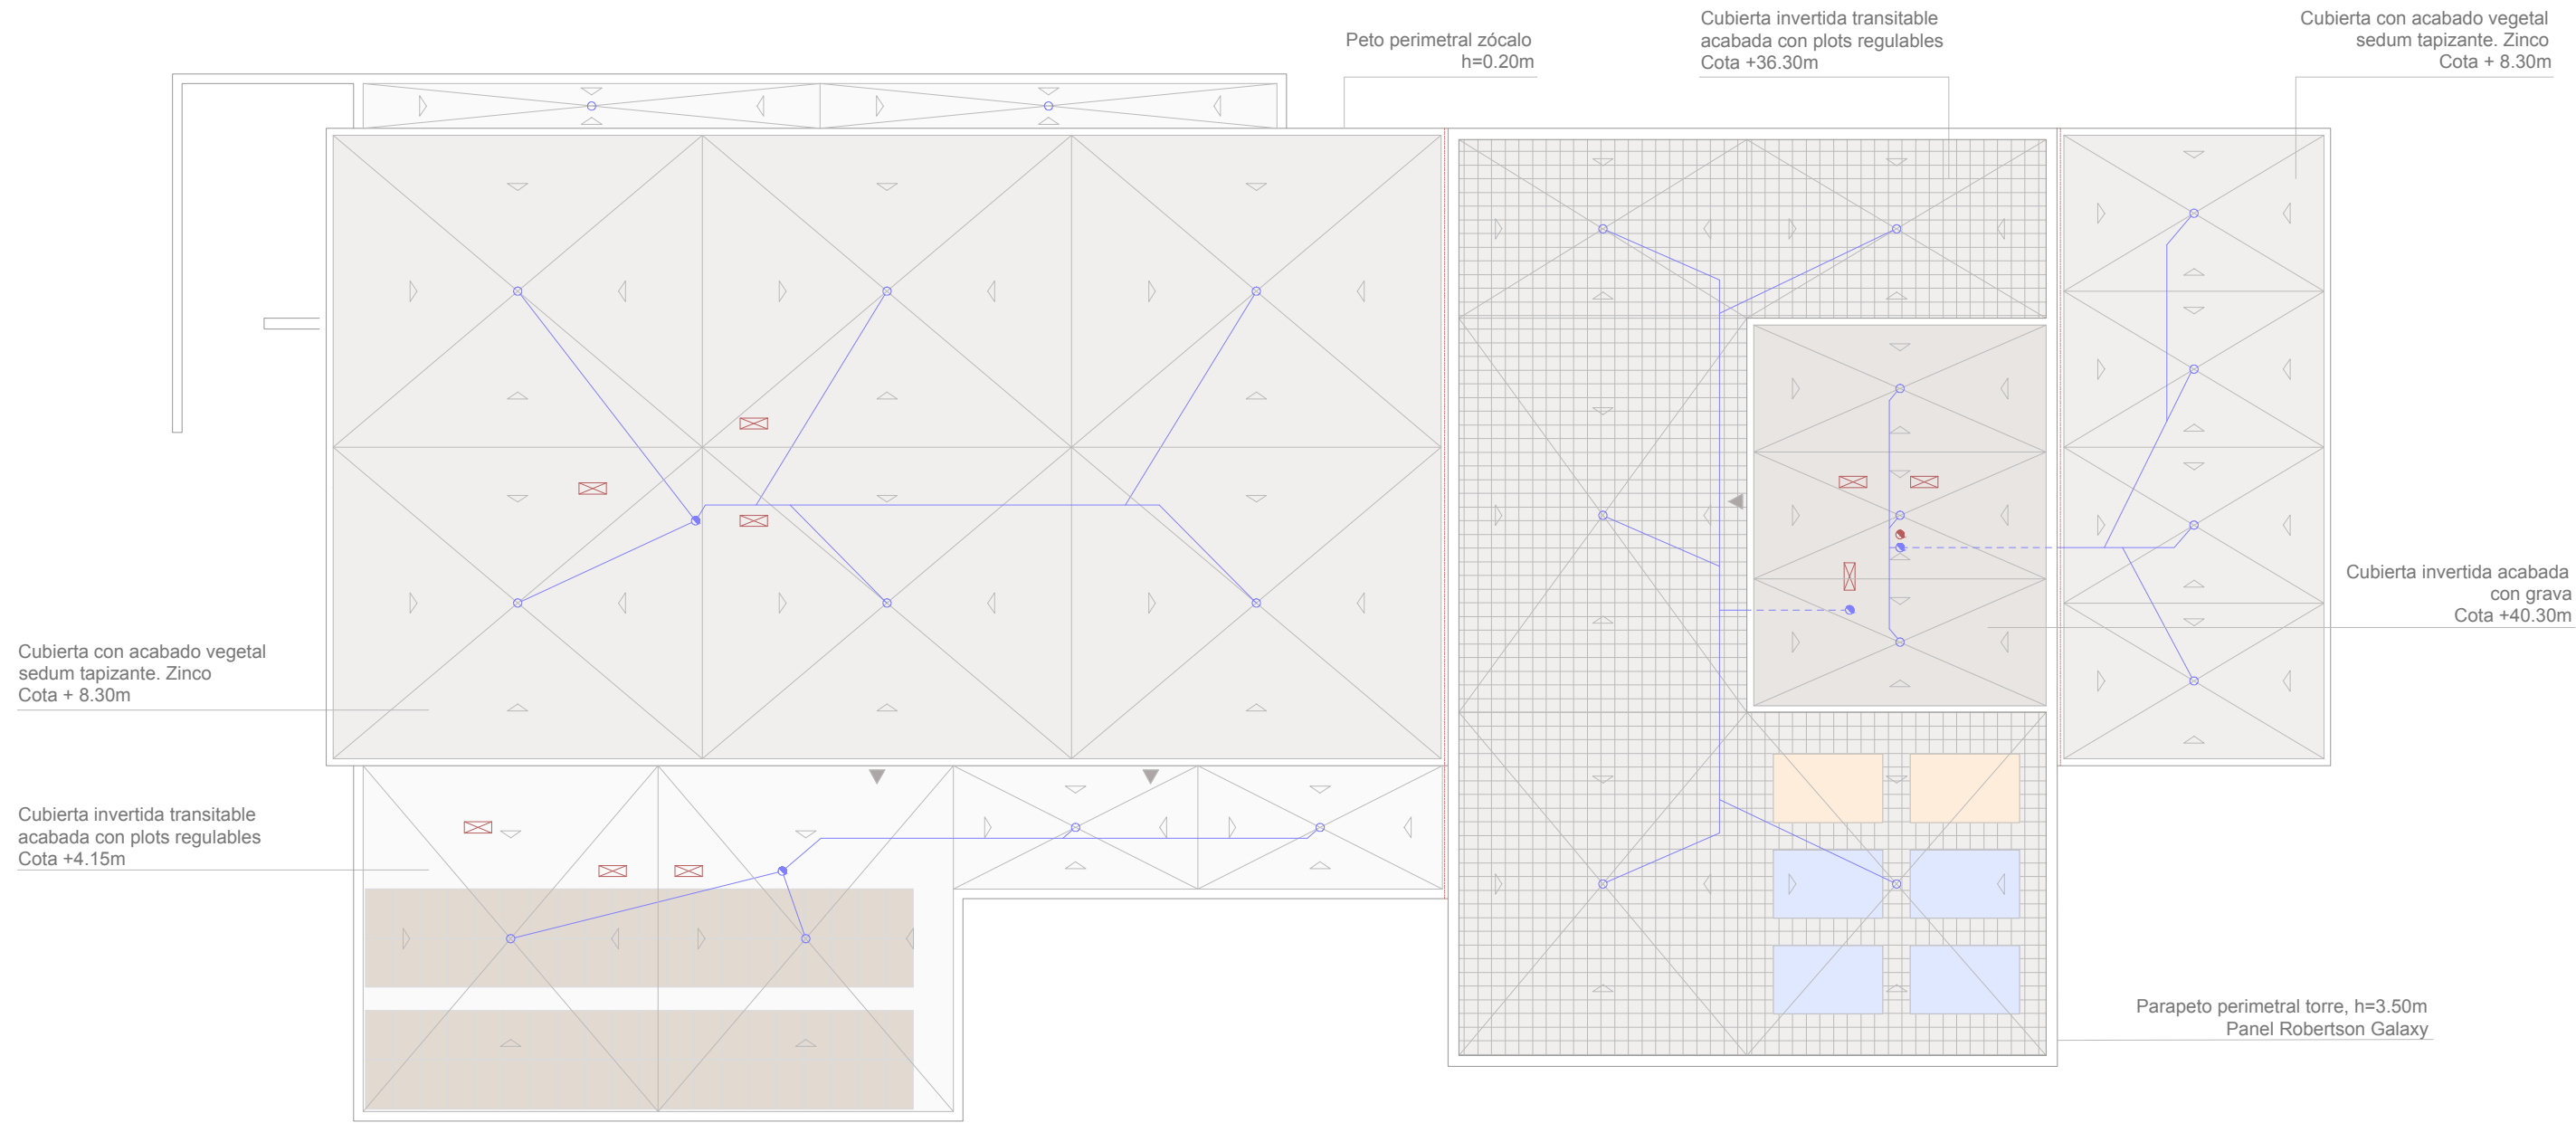 Peto perimetral zócalo
h=0.20m
Cubierta invertida transitable
acabada con plots regulables
Cota +36.30m
Cubierta con acabado vegetal
sedum tapizante. Zinco
Cota + 8.30m
Cubierta invertida acabada
con grava
Cota +40.30m
Cubierta con acabado vegetal
sedum tapizante. Zinco
Cota + 8.30m
Cubierta invertida transitable
acabada con plots regulables
Cota +4.15m
Parapeto perimetral torre, h=3.50m
Panel Robertson Galaxy